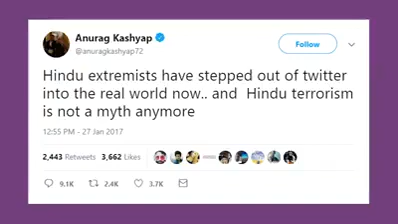 Anurag Kashyap
@anuragkashyap72
Follow
Hindu extremists have stepped out of twitter
into the real world now.. and Hindu terrorism
is not a myth anymore
12:55 PM - 27 Jan 2017
2,443 Retweets 3,662 Likes
9.1K 2.4K 3.7K